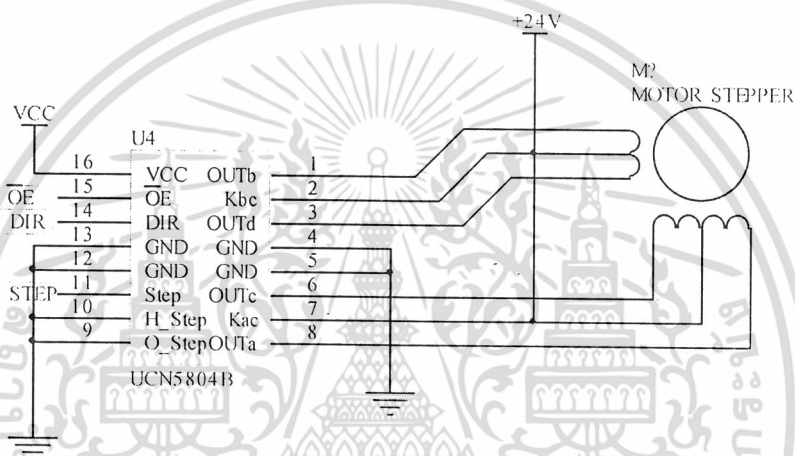 +24V
M?
MOTOR STEPPER
VCC
U4
16 VCC OUTb 1
OE 15 OE Kbc 2
DIR 14 DIR OUTd 3
13 GND GND 4
12 GND GND 5
STEP 11 Step OUTc 6
10 H_Step Kac 7
9 O_Step OUTa 8
UCN5804B